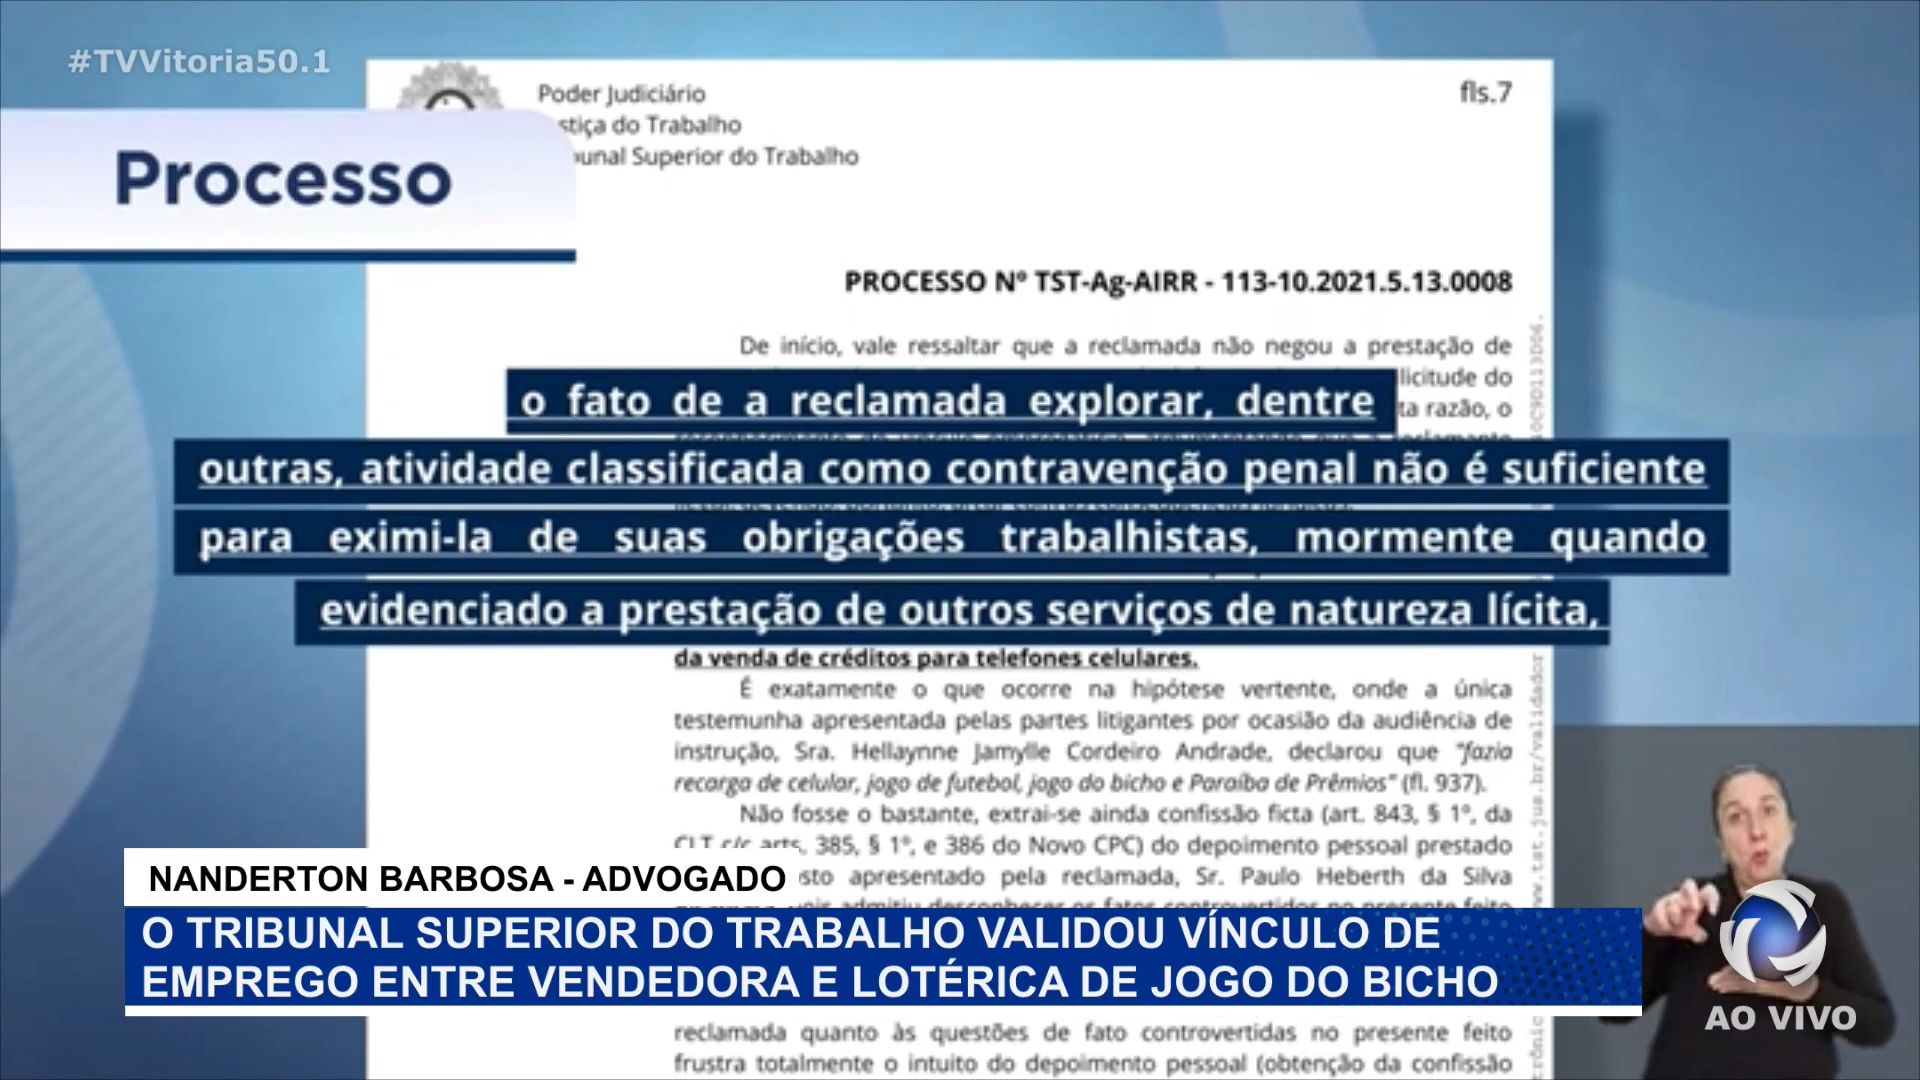 #TVVitoria50.1
Poder Judiciário
fls.7
stiça do Trabalho
Processo
bunal Superior do Trabalho
PROCESSO Nº TST-Ag-AIRR - 113-10.2021.5.13.0008
De início, vale ressaltar que a reclamada não negou a prestação de
licitude do
o fato de a reclamada explorar, dentre
ta razão, o
outras, atividade classificada como contravenção penal não é suficiente
para eximi-la de suas obrigações trabalhistas, mormente quando
evidenciado a prestação de outros serviços de natureza lícita,
da venda de créditos para telefones celulares.
É exatamente o que ocorre na hipótese vertente, onde a única
testemunha apresentada pelas partes litigantes por ocasião da audiência de
instrução, Sra. Hellaynne Jamylle Cordeiro Andrade, declarou que "fazia
recarga de celular, jogo de futebol, jogo do bicho e Paraíba de Prêmios" (fl. 937).
Não fosse o bastante, extrai-se ainda confissão ficta (art. 843, § 1º, da
CLT c/c arts. 385, § 1º, e 386 do Novo CPC) do depoimento pessoal prestado
NANDERTON BARBOSA - ADVOGADO
sto apresentado pela reclamada, Sr. Paulo Heberth da Silva
O TRIBUNAL SUPERIOR DO TRABALHO VALIDOU VÍNCULO DE
EMPREGO ENTRE VENDEDORA E LOTÉRICA DE JOGO DO BICHO
AO VIVO
reclamada quanto às questões de fato controvertidas no presente feito
frustra totalmente o intuito do depoimento pessoal (obtenção da confissão